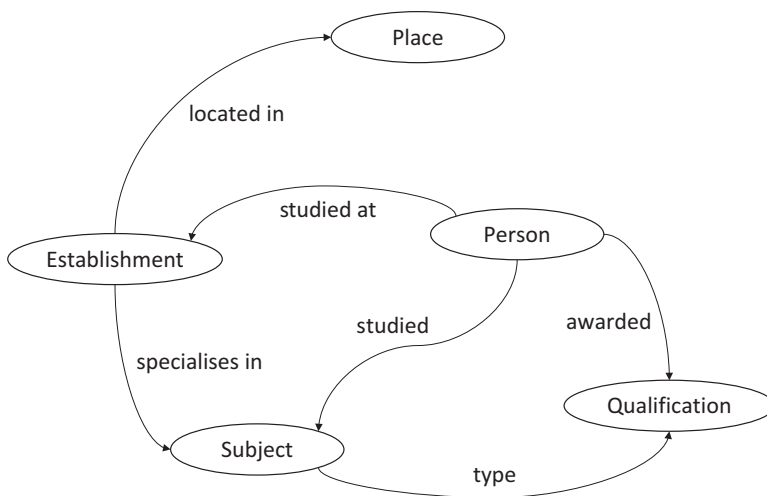 Place
located in
studied at
Person
Establishment
studied
awarded
specialises in
Qualification
Subject
type